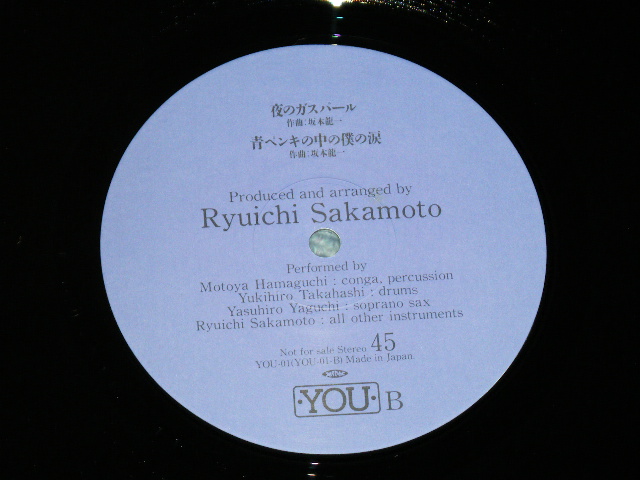 夜のガスパール
作曲:坂本龍一
青ペンキの中の僕の涙
作曲:坂本龍一
Produced and arranged by
Ryuichi Sakamoto
Performed by
Motoya Hamaguchi : conga, percussion
Yukihiro Takahashi : drums
Yasuhiro Yaguchi : soprano sax
Ryuichi Sakamoto : all other instruments
Not for sale Stereo 45
YOU-01(YOU-01-B) Made in Japan.
·YOU· B